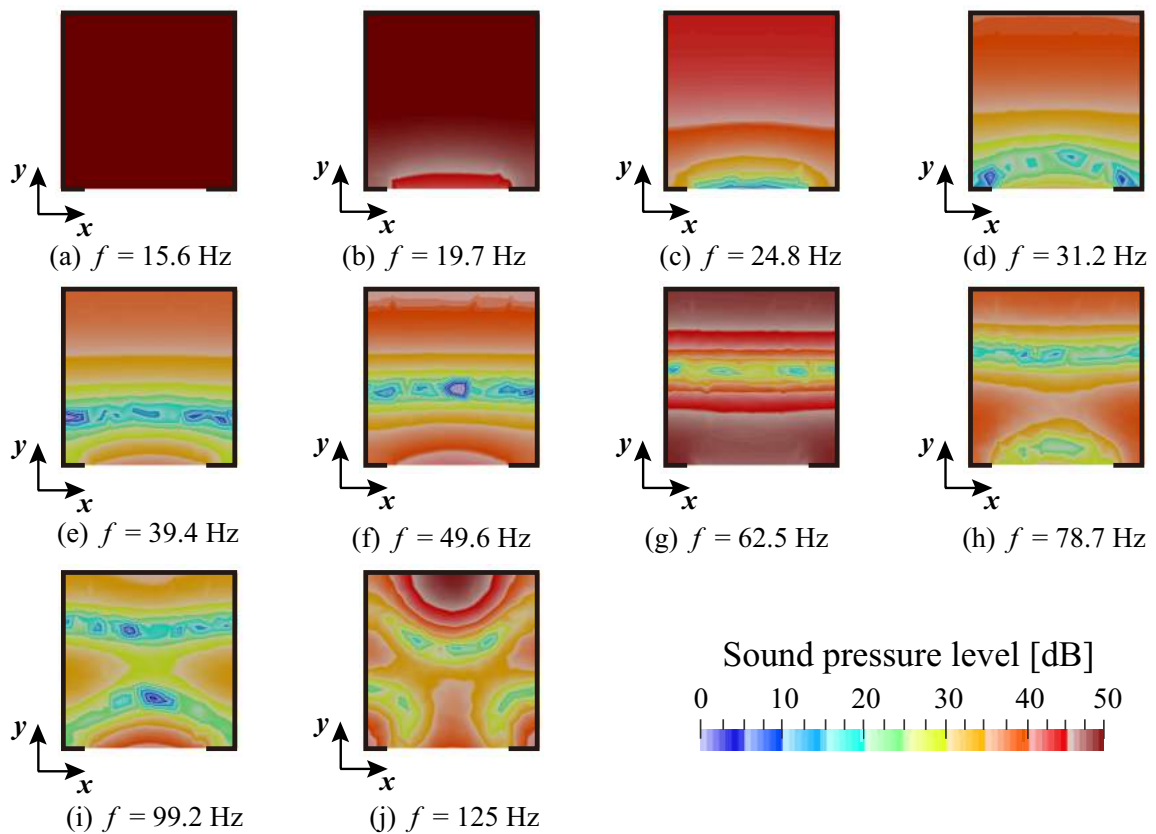 y
x
(a) f = 15.6 Hz
y
x
(b) f = 19.7 Hz
y
x
(c) f = 24.8 Hz
y
x
(d) f = 31.2 Hz
y
x
(e) f = 39.4 Hz
y
x
(f) f = 49.6 Hz
y
x
(g) f = 62.5 Hz
y
x
(h) f = 78.7 Hz
y
x
(i) f = 99.2 Hz
y
x
(j) f = 125 Hz
Sound pressure level [dB]
0 10 20 30 40 50